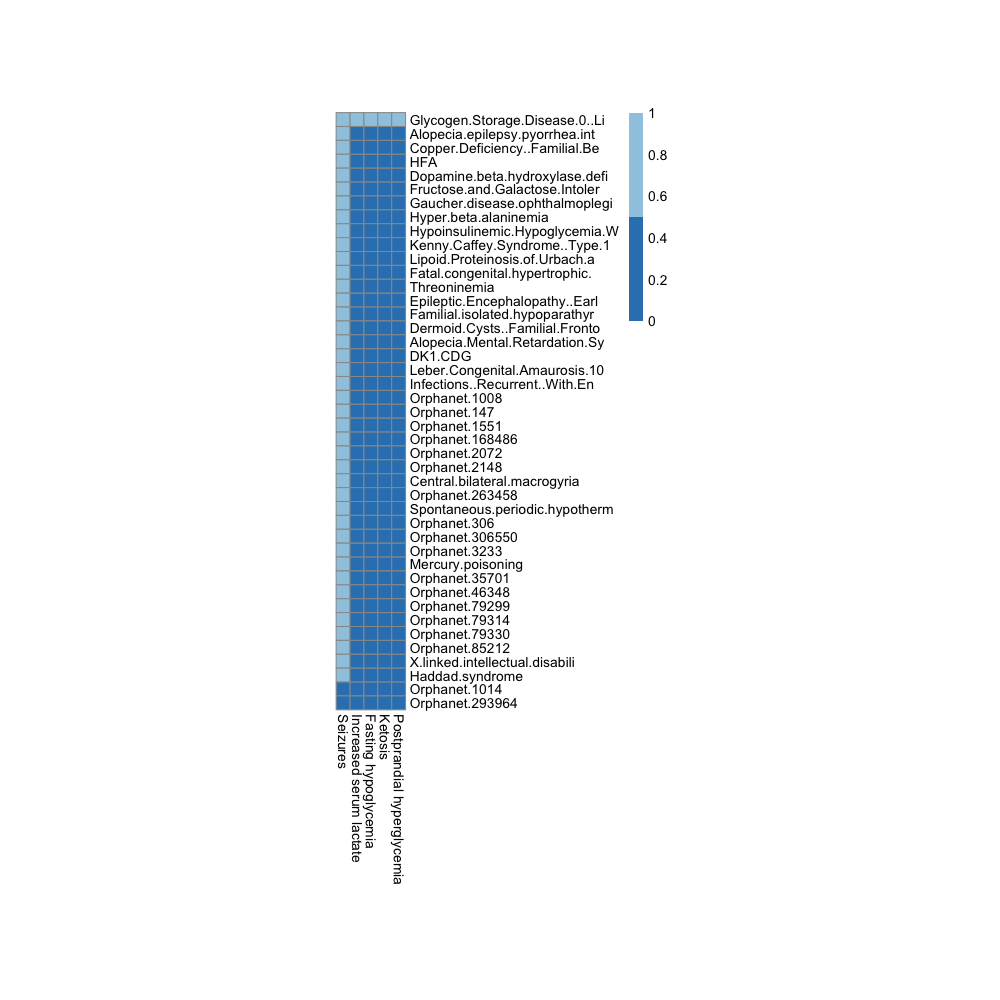 Glycogen.Storage.Disease.0..Li
Alopecia.epilepsy.pyorrhea.int
Copper.Deficiency..Familial.Be
HFA
Dopamine.beta.hydroxylase.defi
Fructose.and.Galactose.Intoler
Gaucher.disease.ophthalmoplegi
Hyper.beta.alaninemia
Hypoinsulinemic.Hypoglycemia.W
Kenny.Caffey.Syndrome..Type.1
Lipoid.Proteinosis.of.Urbach.a
Fatal.congenital.hypertrophic.
Threoninemia
Epileptic.Encephalopathy..Earl
Familial.isolated.hypoparathyr
Dermoid.Cysts..Familial.Fronto
Alopecia.Mental.Retardation.Sy
DK1.CDG
Leber.Congenital.Amaurosis.10
Infections..Recurrent..With.En
Orphanet.1008
Orphanet.147
Orphanet.1551
Orphanet.168486
Orphanet.2072
Orphanet.2148
Central.bilateral.macrogyria
Orphanet.263458
Spontaneous.periodic.hypotherm
Orphanet.306
Orphanet.306550
Orphanet.3233
Mercury.poisoning
Orphanet.35701
Orphanet.46348
Orphanet.79299
Orphanet.79314
Orphanet.79330
Orphanet.85212
X.linked.intellectual.disabili
Haddad.syndrome
Orphanet.1014
Orphanet.293964
1
0.8
0.6
0.4
0.2
0
Seizures
Increased serum lactate
Fasting hypoglycemia
Ketosis
Postprandial hyperglycemia